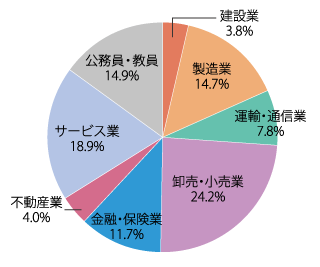 建設業
3.8%
製造業
14.7%
運輸・通信業
7.8%
卸売・小売業
24.2%
金融・保険業
11.7%
不動産業
4.0%
サービス業
18.9%
公務員・教員
14.9%